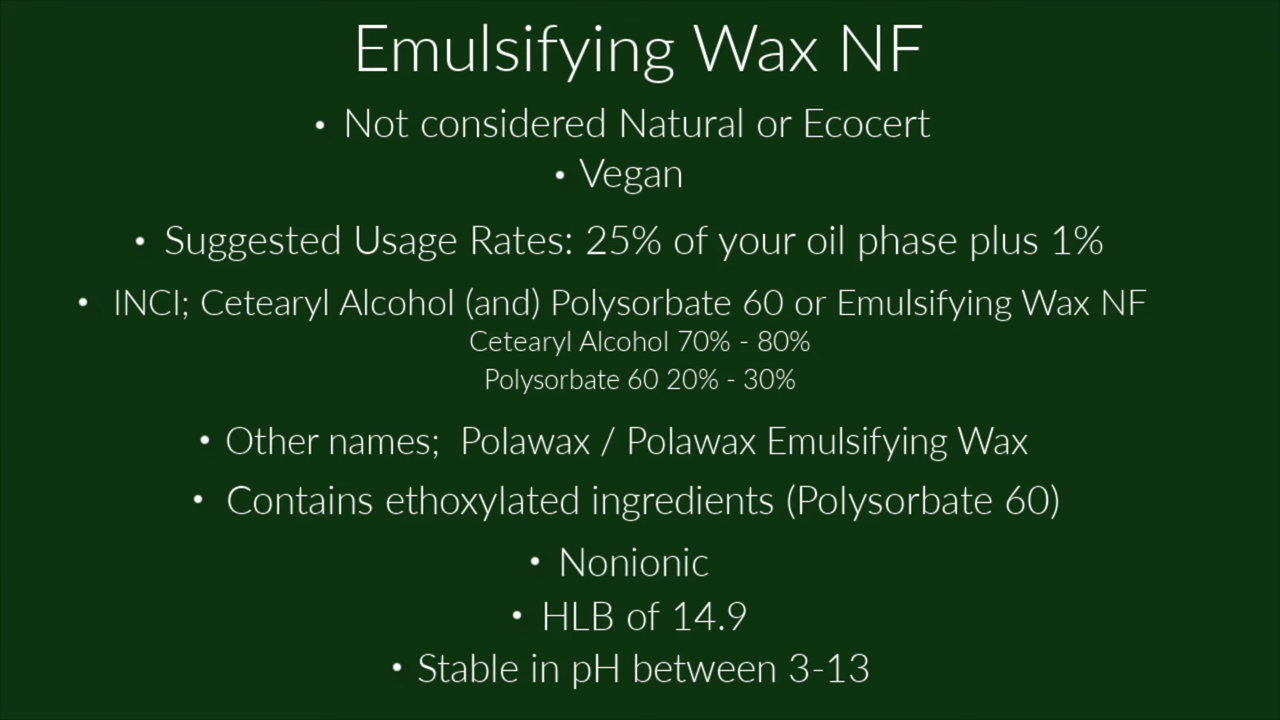 Emulsifying Wax NF
• Not considered Natural or Ecocert
• Vegan
• Suggested Usage Rates: 25% of your oil phase plus 1%
• INCI; Cetearyl Alcohol (and) Polysorbate 60 or Emulsifying Wax NF
Cetearyl Alcohol 70% - 80%
Polysorbate 60 20% - 30%
• Other names;  Polawax / Polawax Emulsifying Wax
• Contains ethoxylated ingredients (Polysorbate 60)
• Nonionic
• HLB of 14.9
• Stable in pH between 3-13